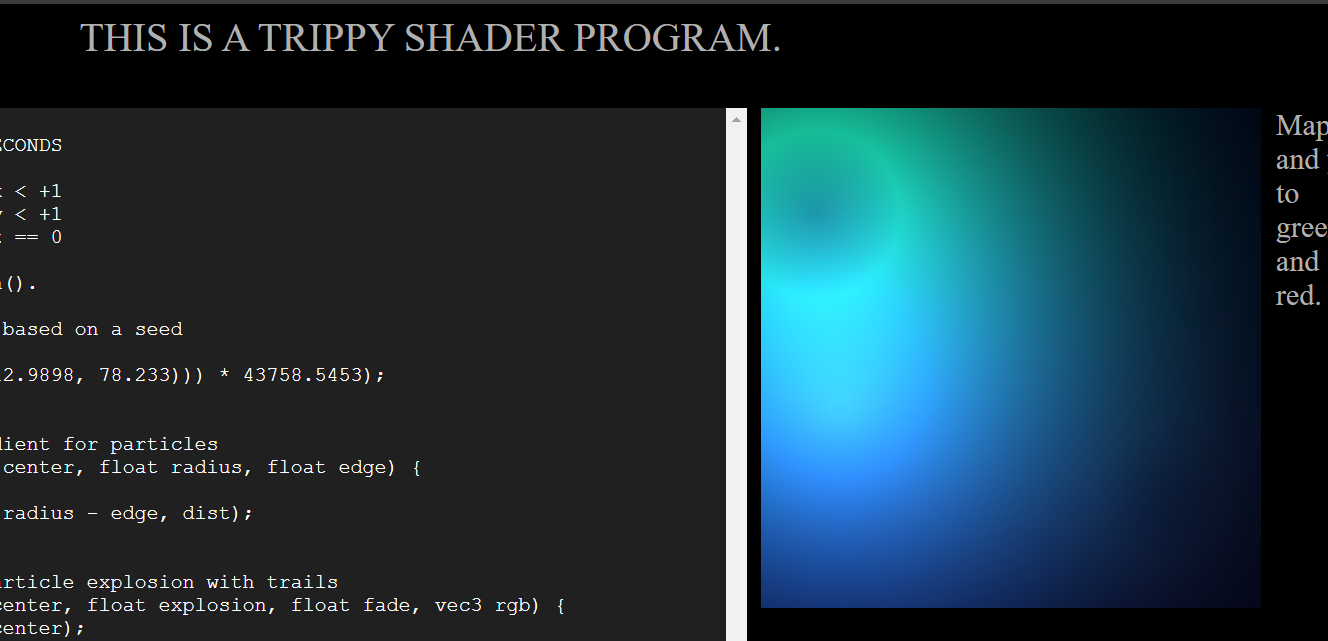 THIS IS A TRIPPY SHADER PROGRAM.
ECONDS
< +1
< +1
== 0
().
based on a seed
2.9898, 78.233))) * 43758.5453);
dient for particles
center, float radius, float edge) {
radius - edge, dist);
article explosion with trails
center, float explosion, float fade, vec3 rgb) {
center);
Map
and
to
gree
and
red.